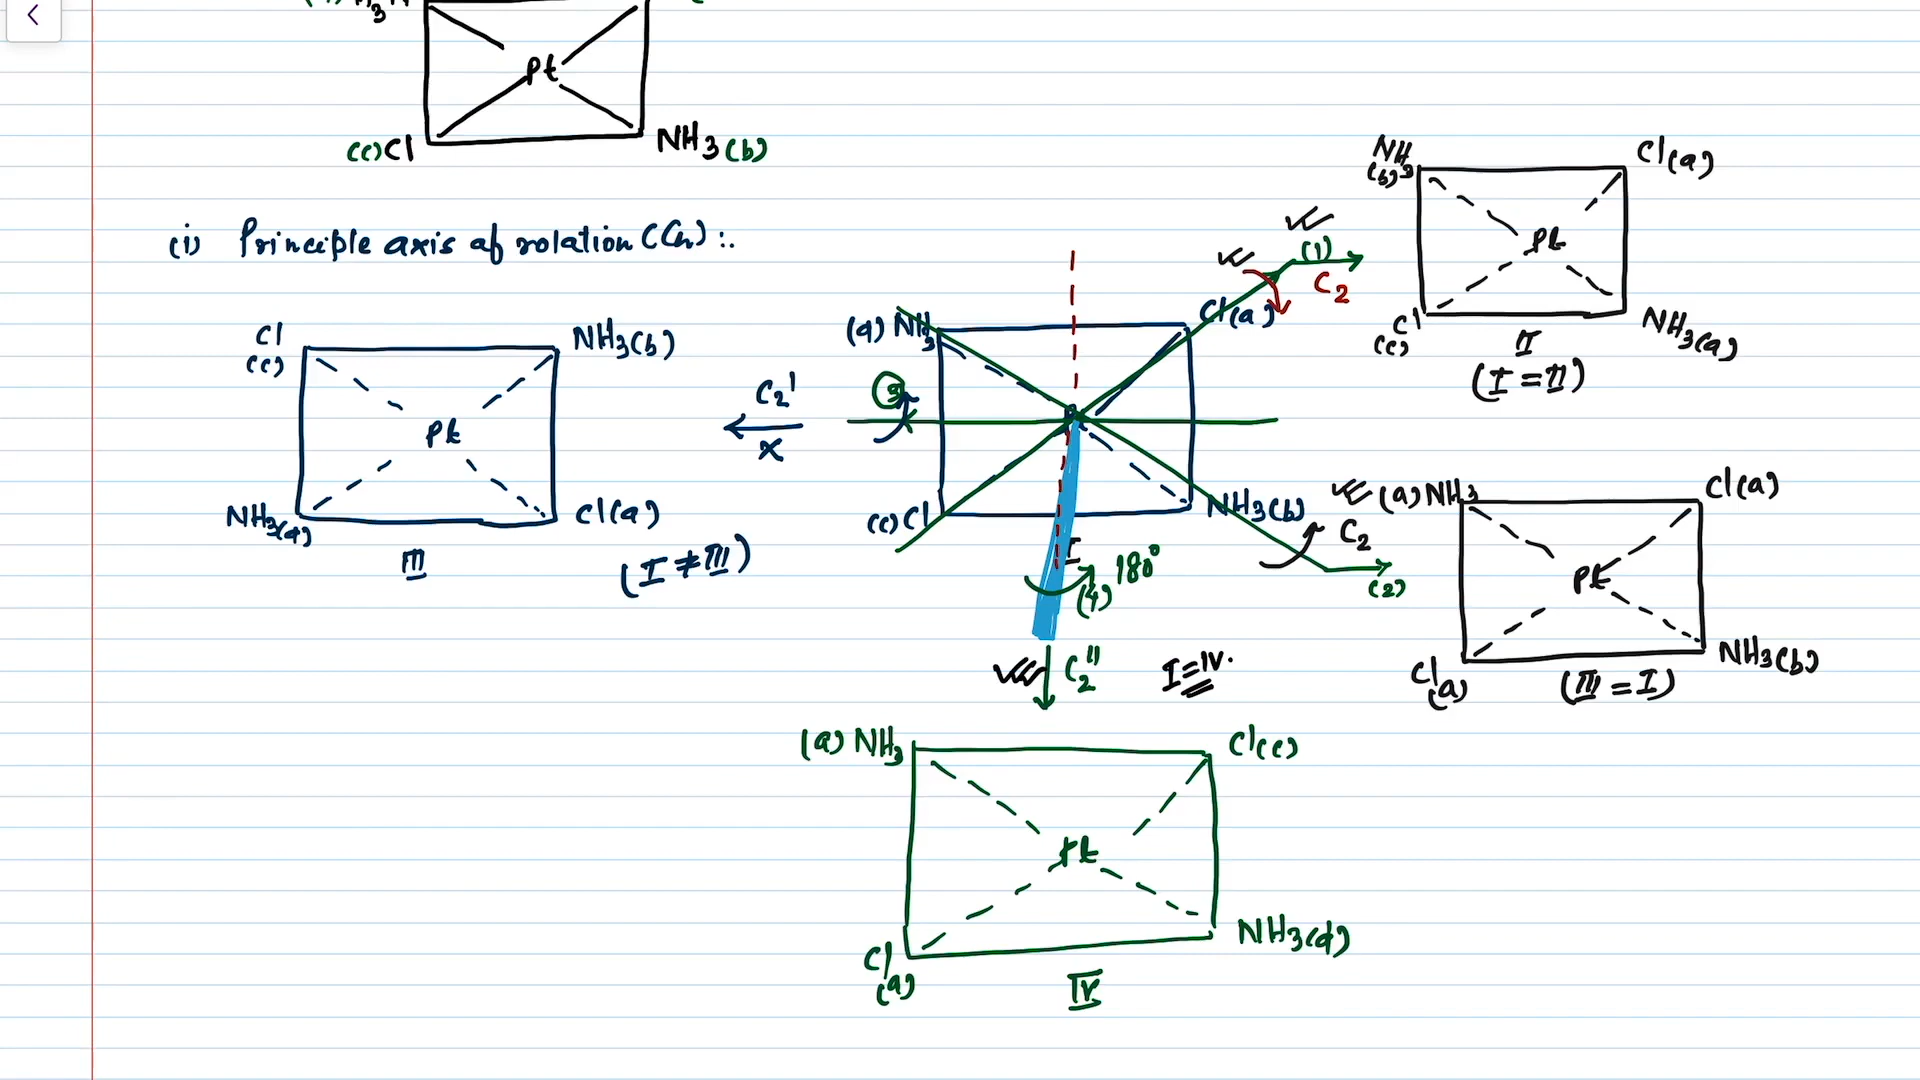 Pt
(c) Cl
NH3 (b)
(i) Principle axis of rotation (Cn) :.
NH3 (b)
Cl (a)
Pt
Cl (c)
NH3 (a)
II
(I = II)
(1)
C2
(d) NH3
Cl (a)
(c) Cl
NH3 (b)
I
3
C2'
x
Cl (c)
NH3 (b)
Pt
NH3 (d)
Cl (a)
III
(I ≠ III)
C2
(2)
(a) NH3
Cl (a)
Pt
Cl (a)
NH3 (b)
(III = I)
180°
(4)
C2"
I = IV.
(a) NH3
Cl (c)
Pt
Cl (a)
NH3 (d)
IV